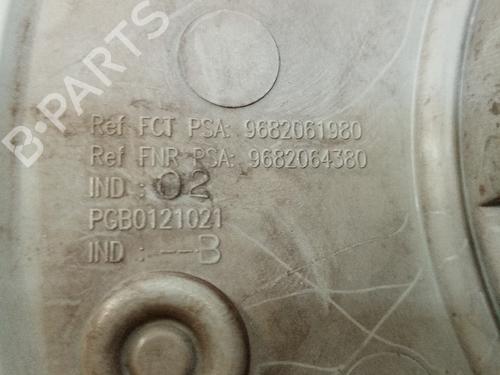 B-PARTS
Ref FCT PSA: 9682061980
Ref FNR PSA: 9682064380
IND : 02
PGB0121021
IND : --B